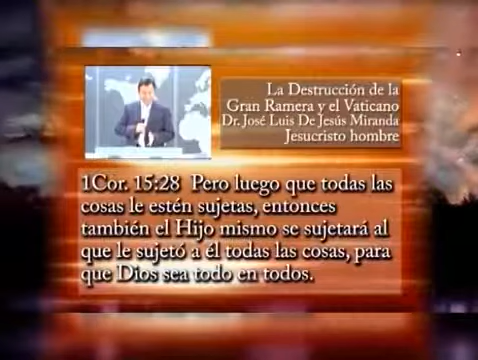 La Destrucción de la
Gran Ramera y el Vaticano
Dr. José Luis De Jesús Miranda
Jesucristo hombre
1Cor. 15:28 Pero luego que todas las
cosas le estén sujetas, entonces
también el Hijo mismo se sujetará al
que le sujetó a él todas las cosas, para
que Dios sea todo en todos.